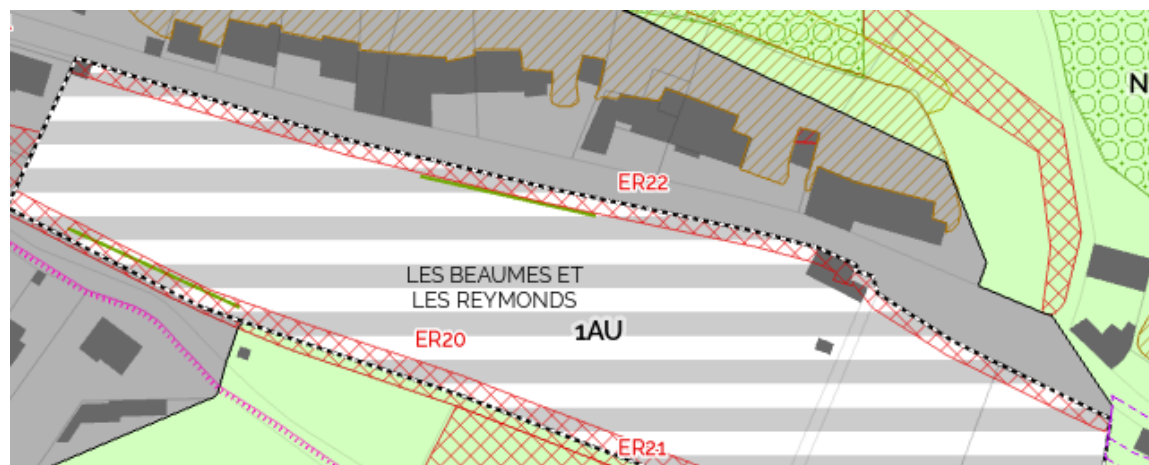 N
ER22
LES BEAUMES ET
LES REYMONDS
1AU
ER20
ER21